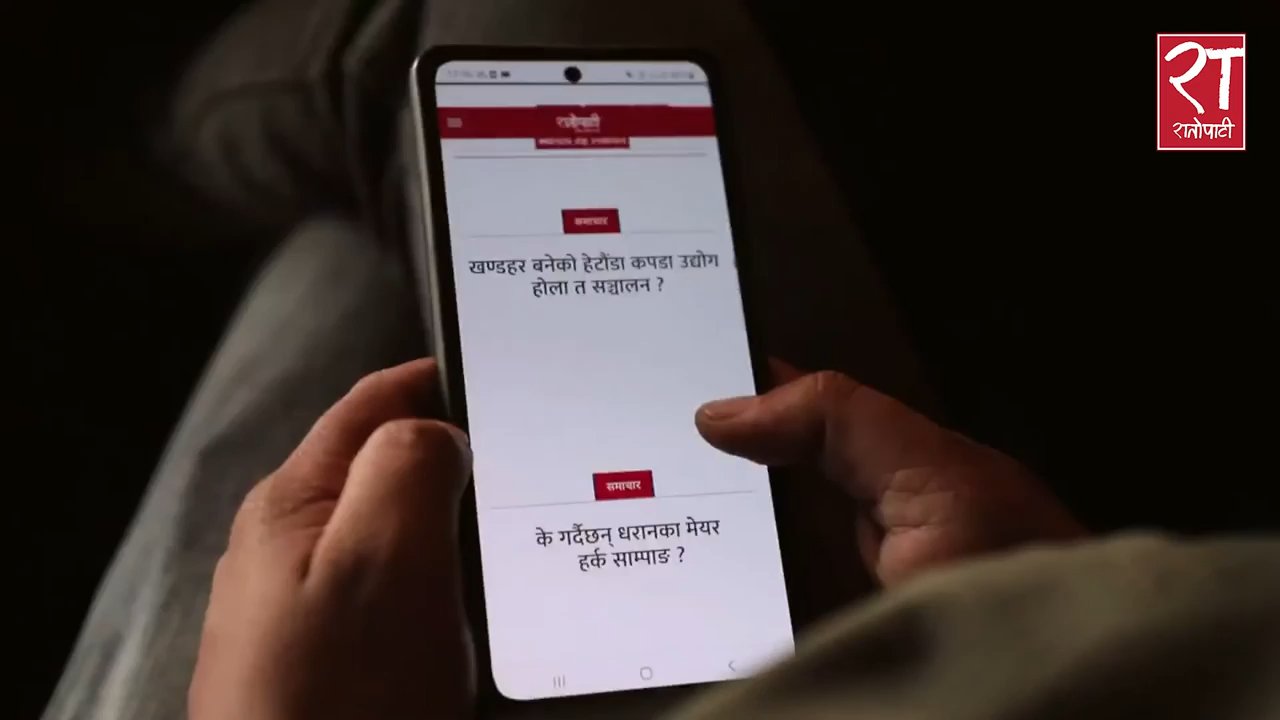 रातोपाटी
समाचार
खण्डहर बनेको हेटौंडा कपडा उद्योग
होला त सञ्चालन ?
समाचार
के गर्दैछन् धरानका मेयर
हर्क साम्पाङ ?
रा
रातोपाटी